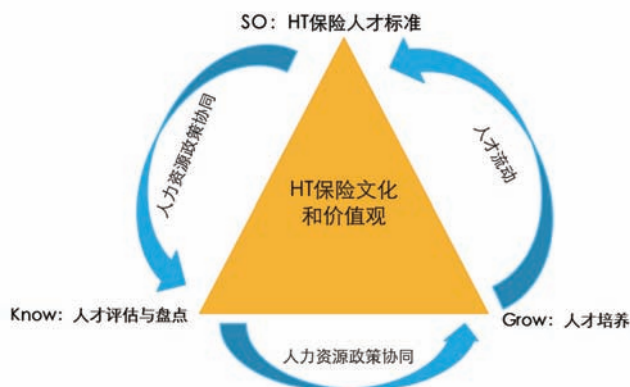 SO：HT保险人才标准
人力资源政策协同
人才流动
HT保险文化
和价值观
Know：人才评估与盘点
Grow：人才培养
人力资源政策协同